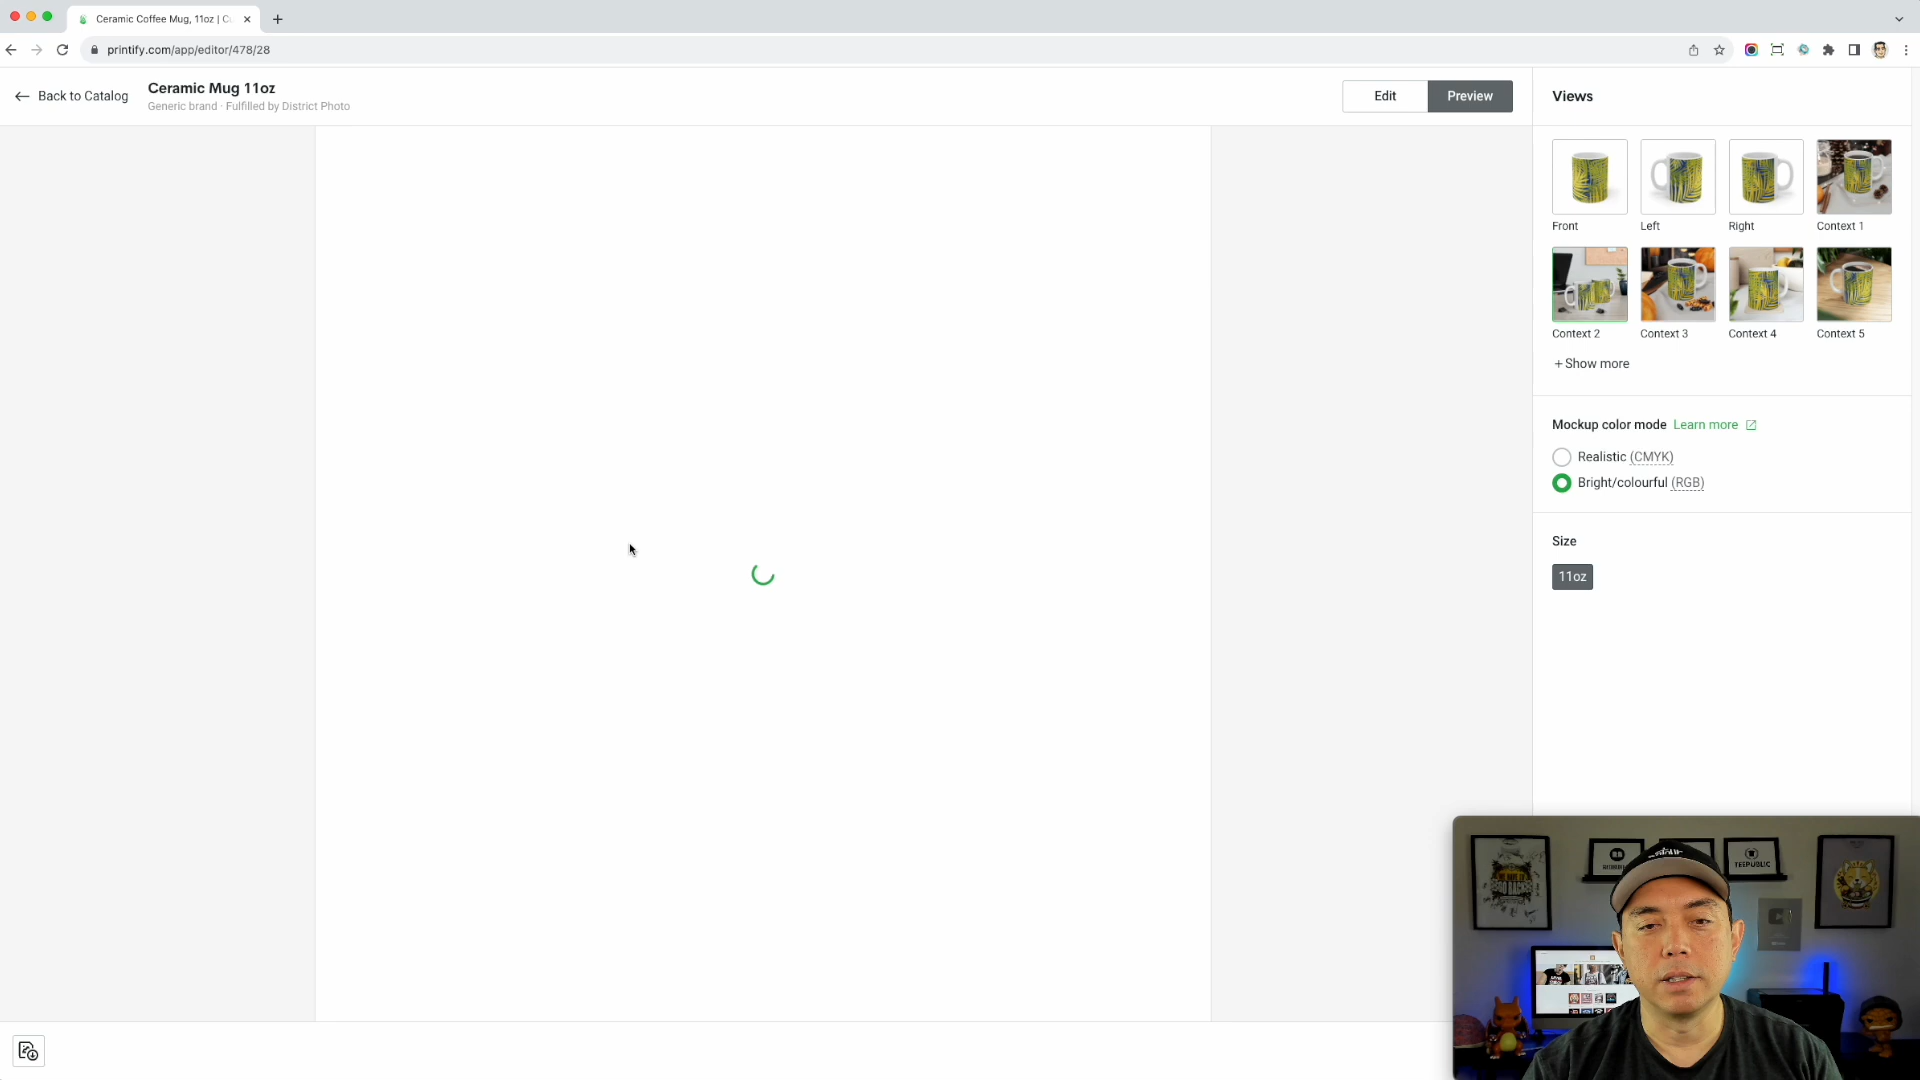 Ceramic Coffee Mug, 11oz | C
printify.com/app/editor/478/28
Back to Catalog
Ceramic Mug 11oz
Generic brand · Fulfilled by District Photo
Edit
Preview
Views
Front
Left
Right
Context 1
Context 2
Context 3
Context 4
Context 5
+ Show more
Mockup color mode Learn more
Realistic (CMYK)
Bright/colourful (RGB)
Size
11oz
TEEPUBLIC